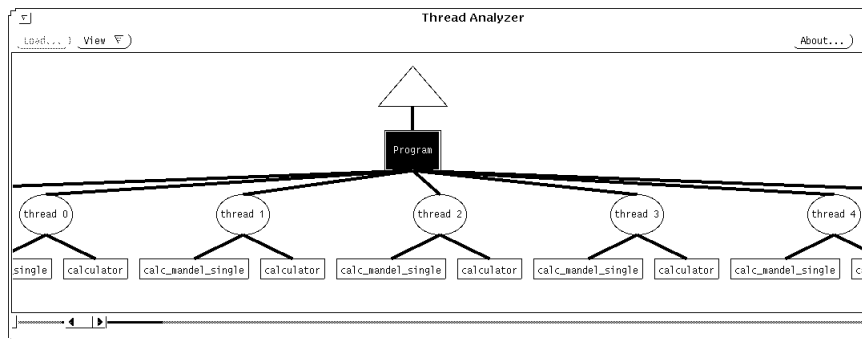 Thread Analyzer
Load... View About...
Program
thread 0 thread 1 thread 2 thread 3 thread 4
_single calculator calc_mandel_single calculator calc_mandel_single calculator calc_mandel_single calculator calc_mandel_single